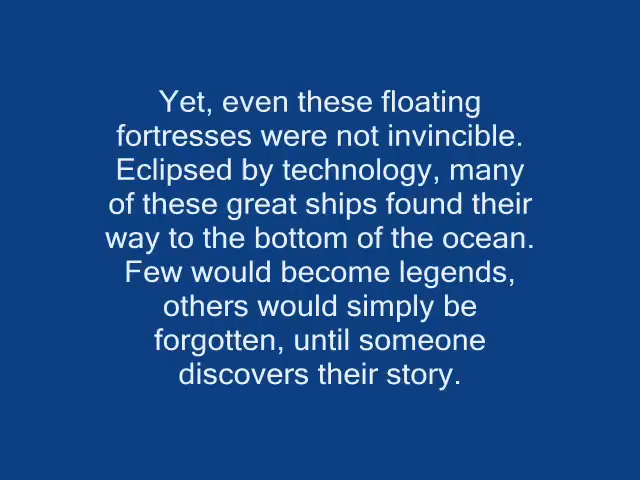 Yet, even these floating
fortresses were not invincible.
Eclipsed by technology, many
of these great ships found their
way to the bottom of the ocean.
Few would become legends,
others would simply be
forgotten, until someone
discovers their story.